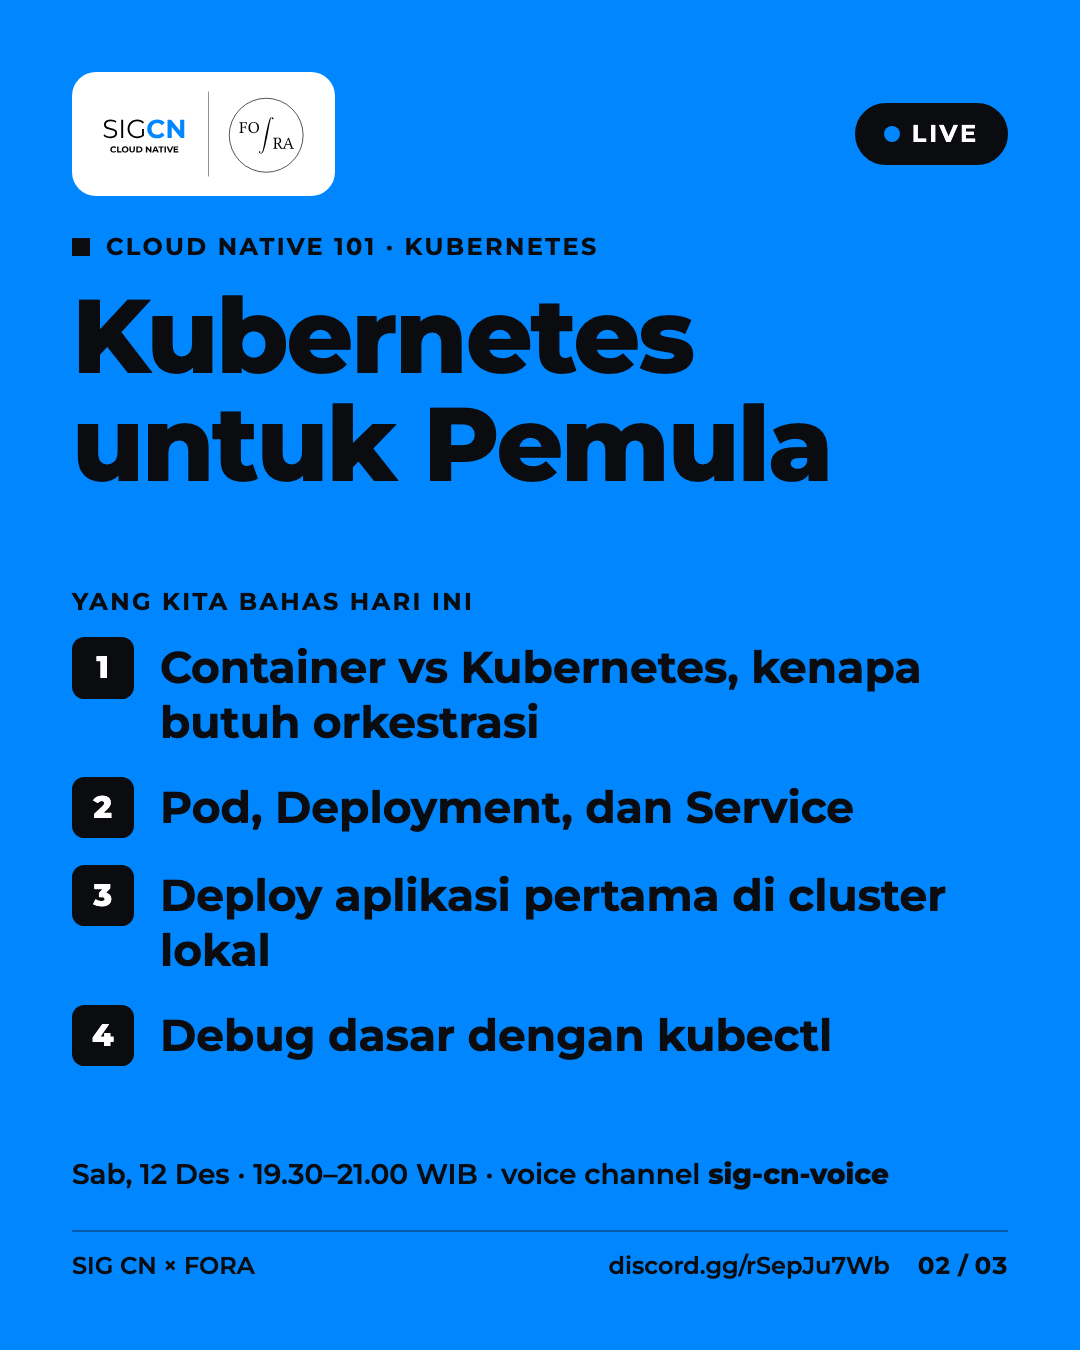 SIGCN
CLOUD NATIVE
FO
RA
LIVE
CLOUD NATIVE 101 · KUBERNETES
Kubernetes
untuk Pemula
YANG KITA BAHAS HARI INI
1 Container vs Kubernetes, kenapa
butuh orkestrasi
2 Pod, Deployment, dan Service
3 Deploy aplikasi pertama di cluster
lokal
4 Debug dasar dengan kubectl
Sab, 12 Des · 19.30–21.00 WIB · voice channel sig-cn-voice
SIG CN × FORA
discord.gg/rSepJu7Wb 02 / 03